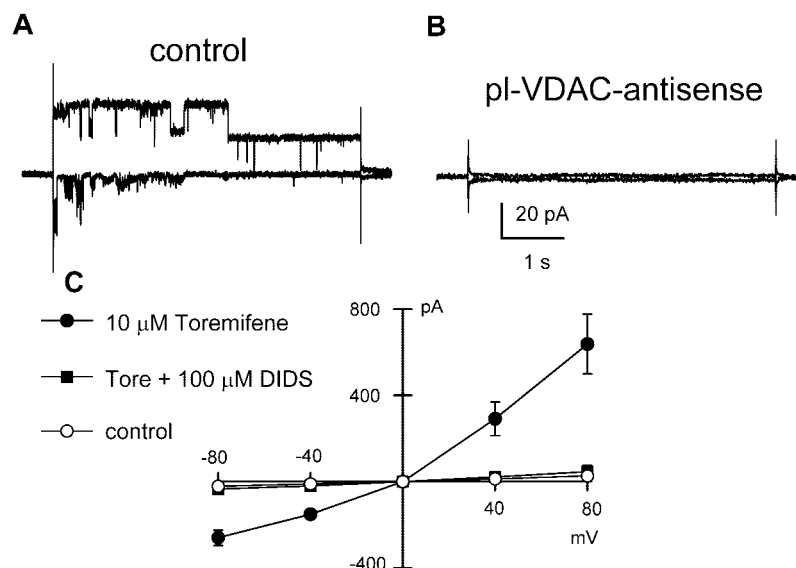 A
control
B
pl-VDAC-antisense
20 pA
1 s
C
10 μM Toremifene
Tore + 100 μM DIDS
control
800
pA
400
-80
-40
40
80
mV
-400